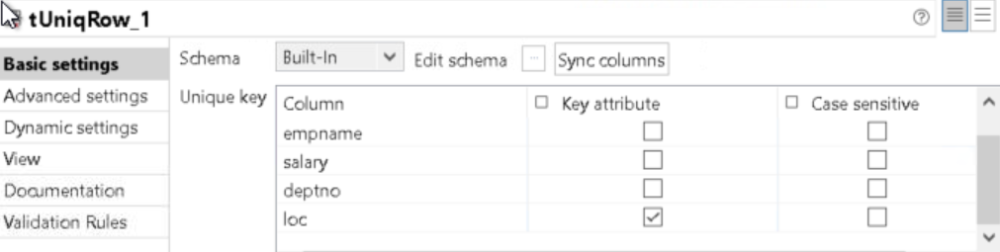 tUniqRow_1
Basic settings
Advanced settings
Dynamic settings
View
Documentation
Validation Rules
Schema Built-In Edit schema ... Sync columns
Unique key
Column Key attribute Case sensitive
empname
salary
deptno
loc